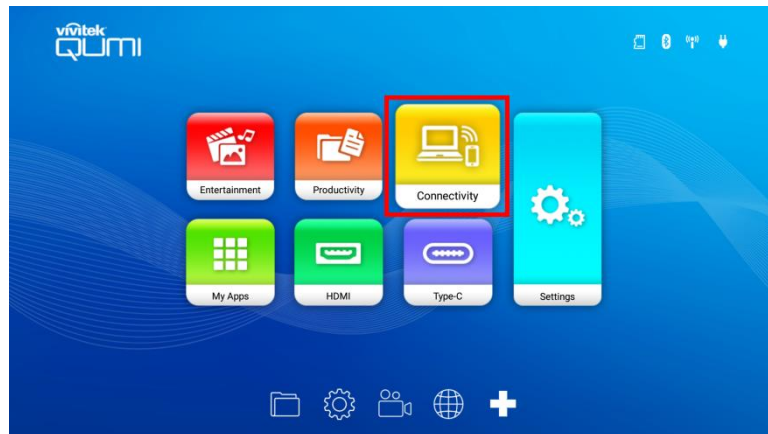 vivitek
QUMI
Entertainment
Productivity
Connectivity
My Apps
HDMI
Type-C
Settings